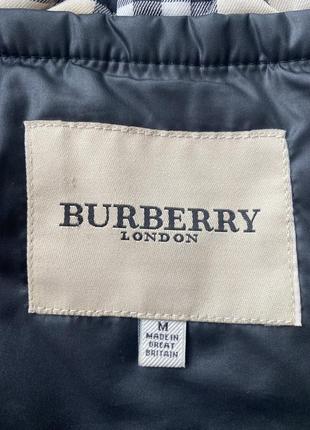 BURBERRY
LONDON
M
MADE IN
GREAT
BRITAIN